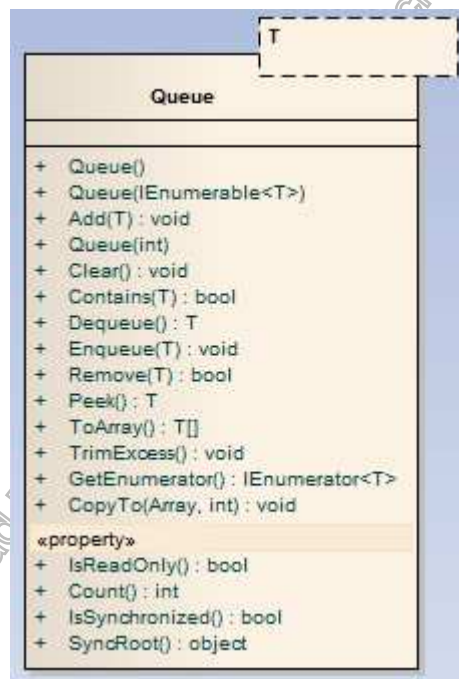 T
Queue
+ Queue()
+ Queue(IEnumerable<T>)
+ Add(T) : void
+ Queue(int)
+ Clear() : void
+ Contains(T) : bool
+ Dequeue() : T
+ Enqueue(T) : void
+ Remove(T) : bool
+ Peek() : T
+ ToArray() : T[]
+ TrimExcess() : void
+ GetEnumerator() : IEnumerator<T>
+ CopyTo(Array, int) : void
«property»
+ IsReadOnly() : bool
+ Count() : int
+ IsSynchronized() : bool
+ SyncRoot() : object